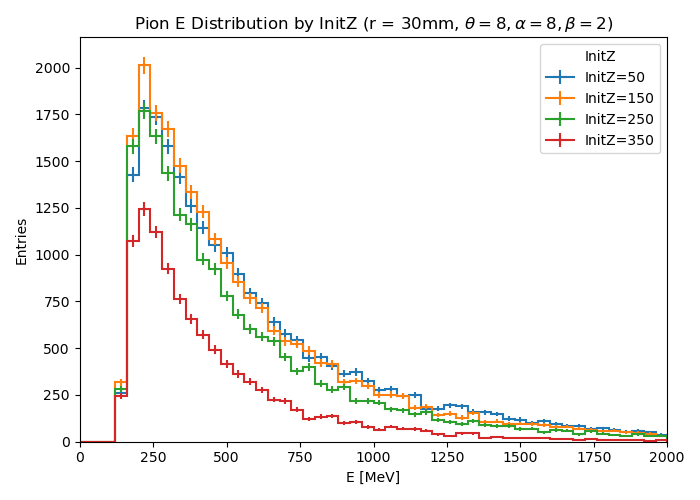 Pion E Distribution by InitZ (r = 30mm, θ = 8, α = 8, β = 2)
InitZ
InitZ=50
InitZ=150
InitZ=250
InitZ=350
Entries
2000
1750
1500
1250
1000
750
500
250
0
0 250 500 750 1000 1250 1500 1750 2000
E [MeV]